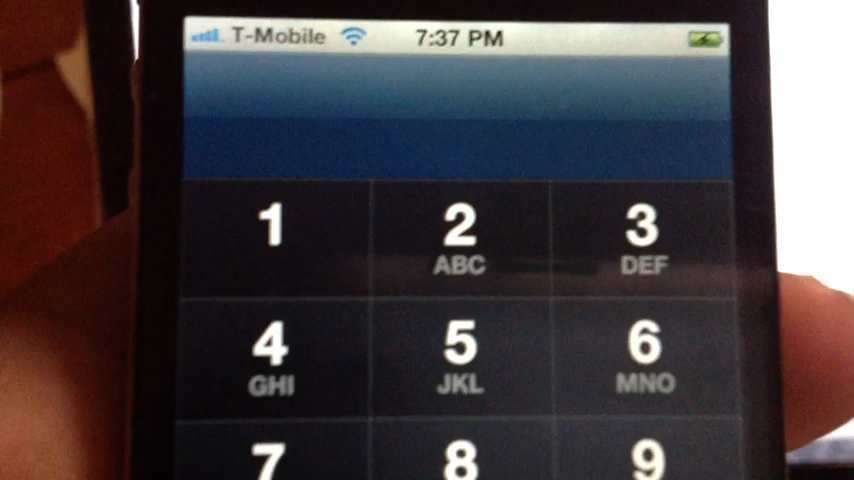 T-Mobile 7:37 PM
1 2 3
ABC DEF
4 5 6
GHI JKL MNO
7 8 9